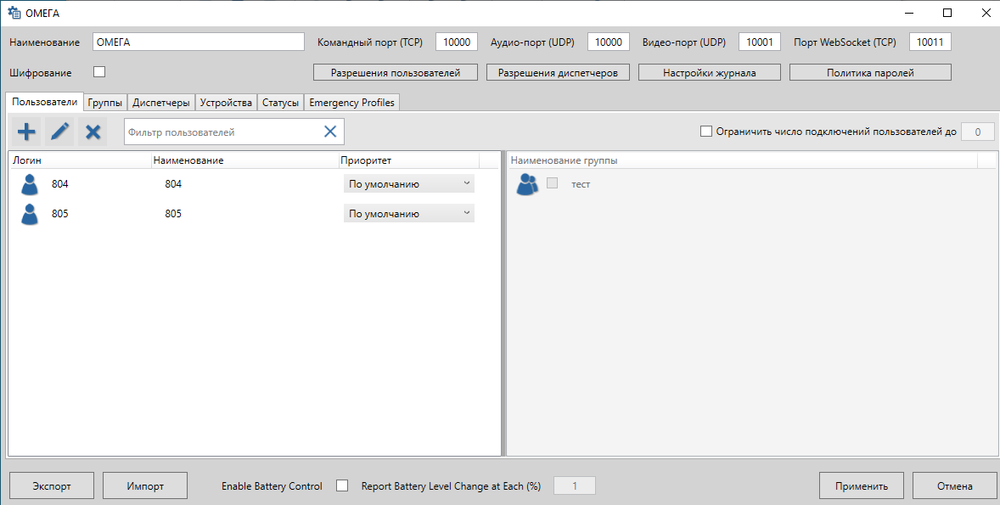 ОМЕГА
Наименование ОМЕГА Командный порт (TCP) 10000 Аудио-порт (UDP) 10000 Видео-порт (UDP) 10001 Порт WebSocket (TCP) 10011
Шифрование Разрешения пользователей Разрешения диспетчеров Настройки журнала Политика паролей
Пользователи Группы Диспетчеры Устройства Статусы Emergency Profiles
Фильтр пользователей Ограничить число подключений пользователей до 0
Логин Наименование Приоритет Наименование группы
804 804 По умолчанию тест
805 805 По умолчанию
Экспорт Импорт Enable Battery Control Report Battery Level Change at Each (%) 1 Применить Отмена